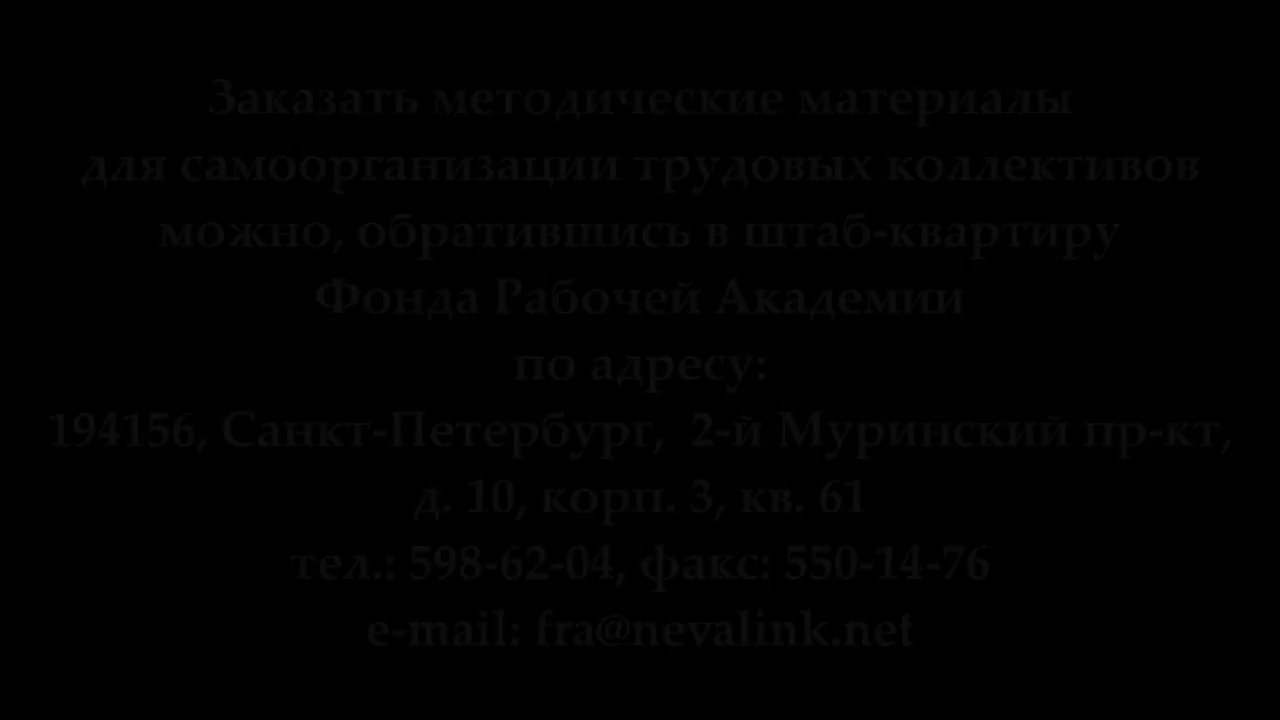 Заказать методические материалы
для самоорганизации трудовых коллективов
можно, обратившись в штаб-квартиру
Фонда Рабочей Академии
по адресу:
194156, Санкт-Петербург, 2-й Муринский пр-кт,
д. 10, корп. 3, кв. 61
тел.: 598-62-04, факс: 550-14-76
e-mail: fra@nevalink.net